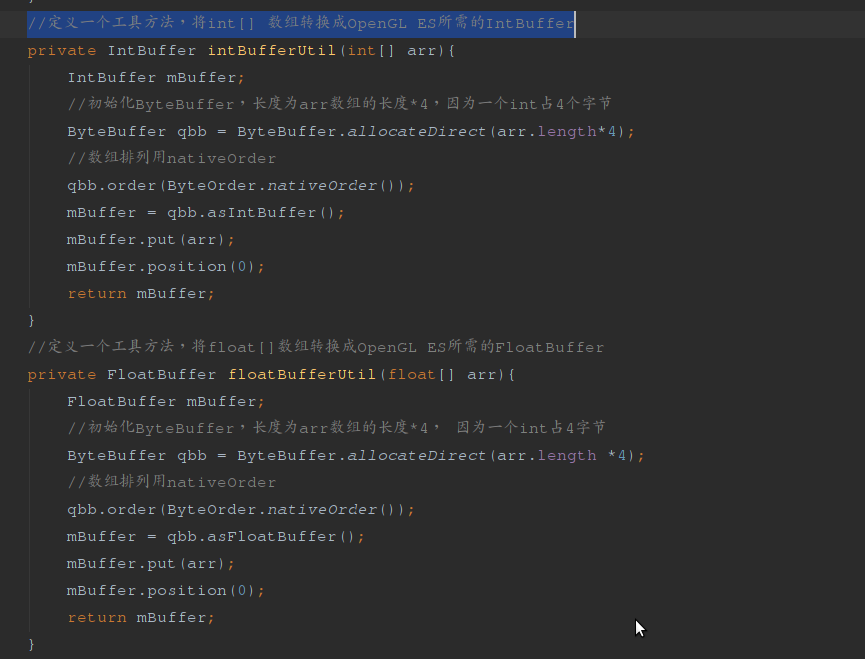 }
//定义一个工具方法，将int[] 数组转换成OpenGL ES所需的IntBuffer
private IntBuffer intBufferUtil(int[] arr){
IntBuffer mBuffer;
//初始化ByteBuffer，长度为arr数组的长度*4，因为一个int占4个字节
ByteBuffer qbb = ByteBuffer.allocateDirect(arr.length*4);
//数组排列用nativeOrder
qbb.order(ByteOrder.nativeOrder());
mBuffer = qbb.asIntBuffer();
mBuffer.put(arr);
mBuffer.position(0);
return mBuffer;
}
//定义一个工具方法，将float[]数组转换成OpenGL ES所需的FloatBuffer
private FloatBuffer floatBufferUtil(float[] arr){
FloatBuffer mBuffer;
//初始化ByteBuffer，长度为arr数组的长度*4， 因为一个int占4字节
ByteBuffer qbb = ByteBuffer.allocateDirect(arr.length *4);
//数组排列用nativeOrder
qbb.order(ByteOrder.nativeOrder());
mBuffer = qbb.asFloatBuffer();
mBuffer.put(arr);
mBuffer.position(0);
return mBuffer;
}